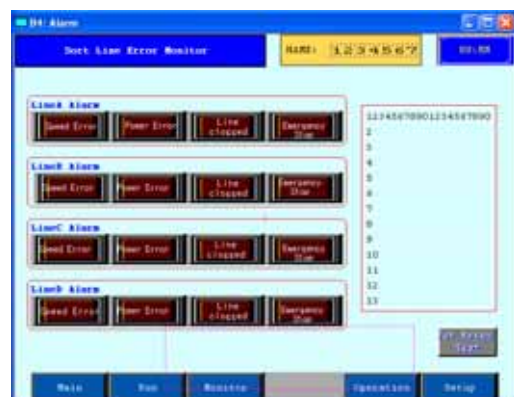 B4: Alarm
Sort Line Error Monitor
NAME: 1234567
LineA Alarm
Speed Error
Power Error
Line clogged
Emergency Stop
LineB Alarm
Speed Error
Power Error
Line clogged
Emergency Stop
LineC Alarm
Speed Error
Power Error
Line clogged
Emergency Stop
LineD Alarm
Speed Error
Power Error
Line clogged
Emergency Stop
12345678901234567890
2
3
4
5
6
7
8
9
10
11
12
13
Text
Main
Run
Monitor
Operation
Setup